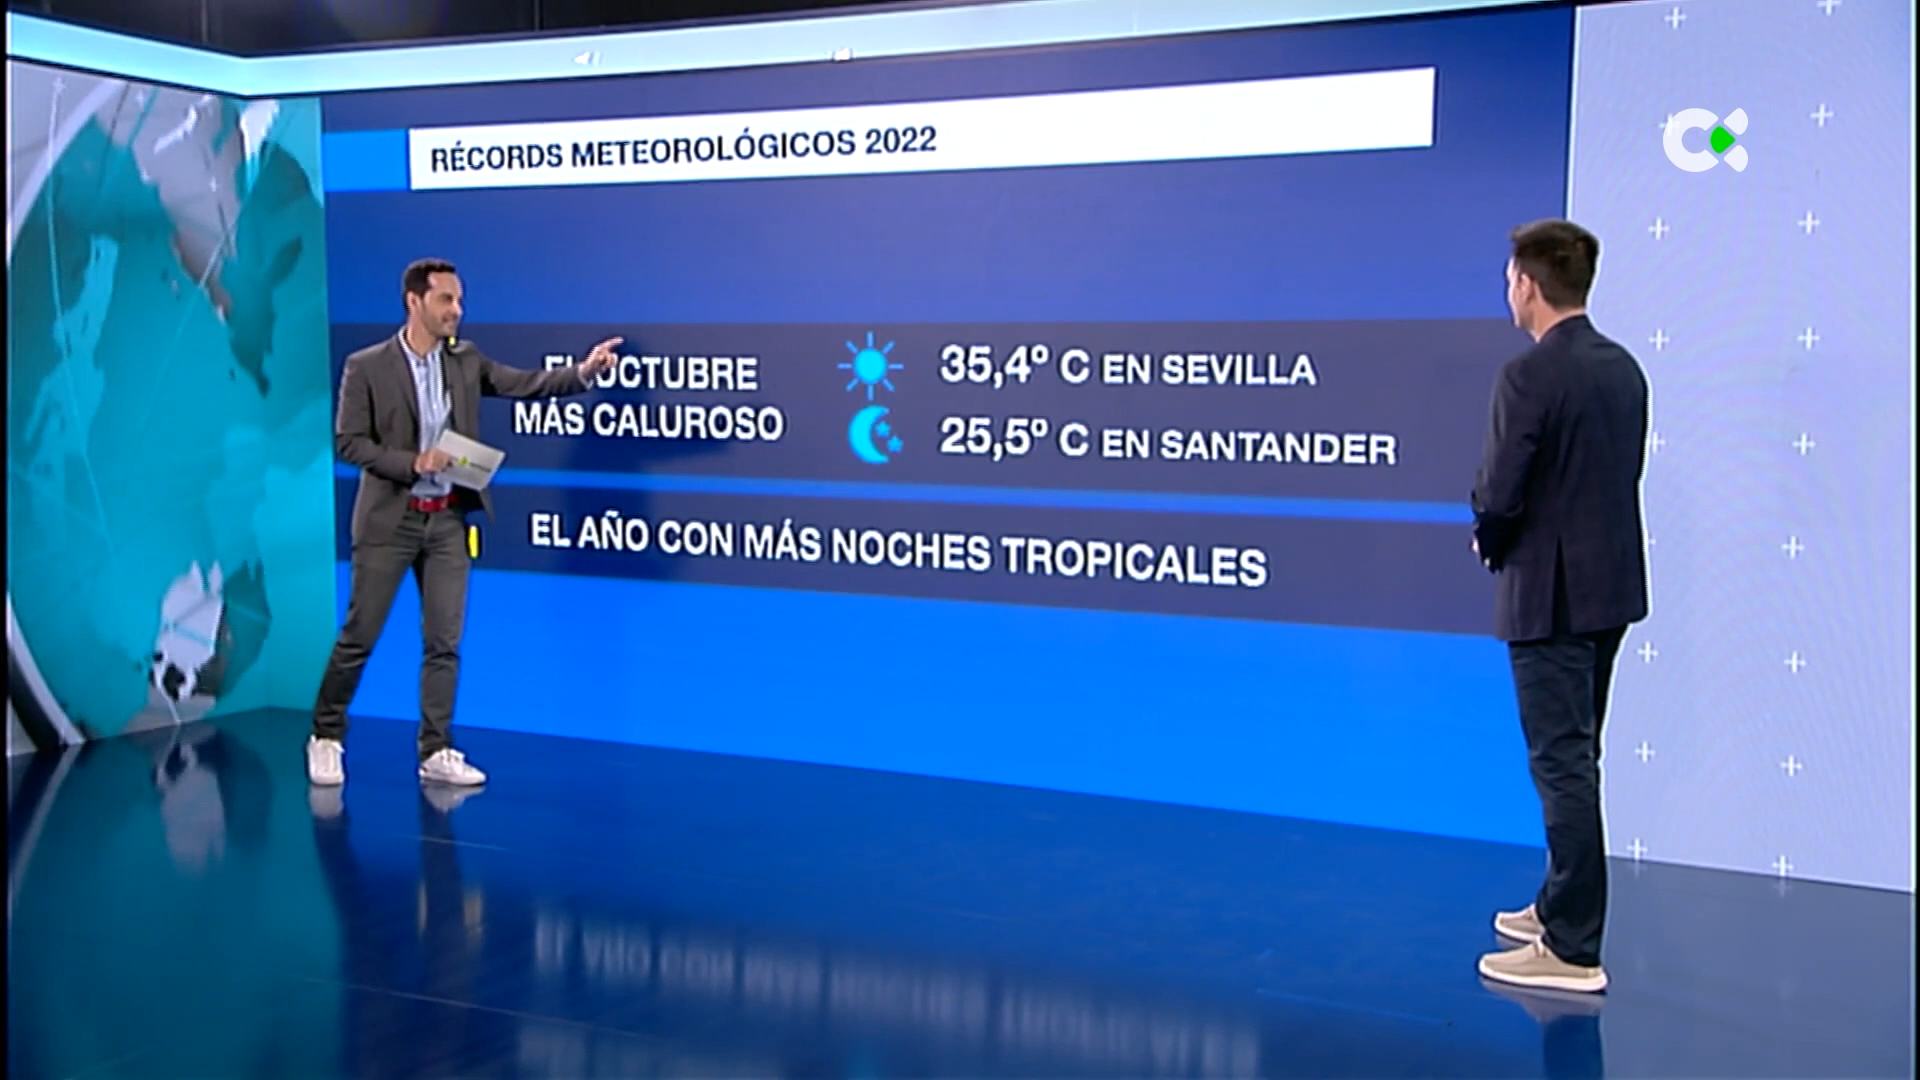 RÉCORDS METEOROLÓGICOS 2022
EL OCTUBRE
MÁS CALUROSO
35,4º C EN SEVILLA
25,5º C EN SANTANDER
EL AÑO CON MÁS NOCHES TROPICALES